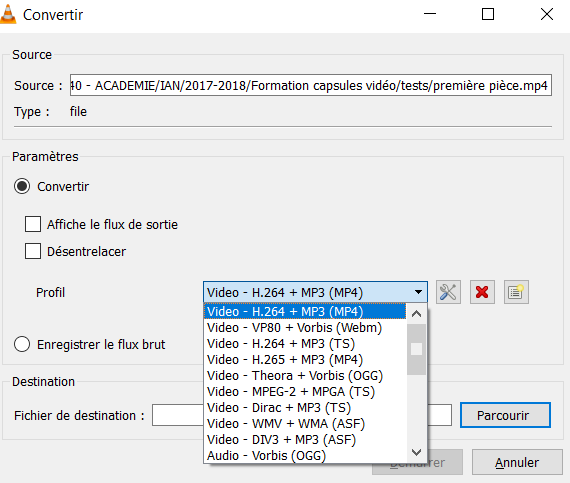 Convertir
Source
Source : 40 - ACADEMIE/IAN/2017-2018/Formation capsules vidéo/tests/première pièce.mp4
Type : file
Paramètres
Convertir
Affiche le flux de sortie
Désentrelacer
Profil Video - H.264 + MP3 (MP4)
Video - H.264 + MP3 (MP4)
Video - VP80 + Vorbis (Webm)
Video - H.264 + MP3 (TS)
Video - H.265 + MP3 (MP4)
Video - Theora + Vorbis (OGG)
Video - MPEG-2 + MPGA (TS)
Video - Dirac + MP3 (TS)
Video - WMV + WMA (ASF)
Video - DIV3 + MP3 (ASF)
Audio - Vorbis (OGG)
Enregistrer le flux brut
Destination
Fichier de destination : Parcourir
Démarrer Annuler